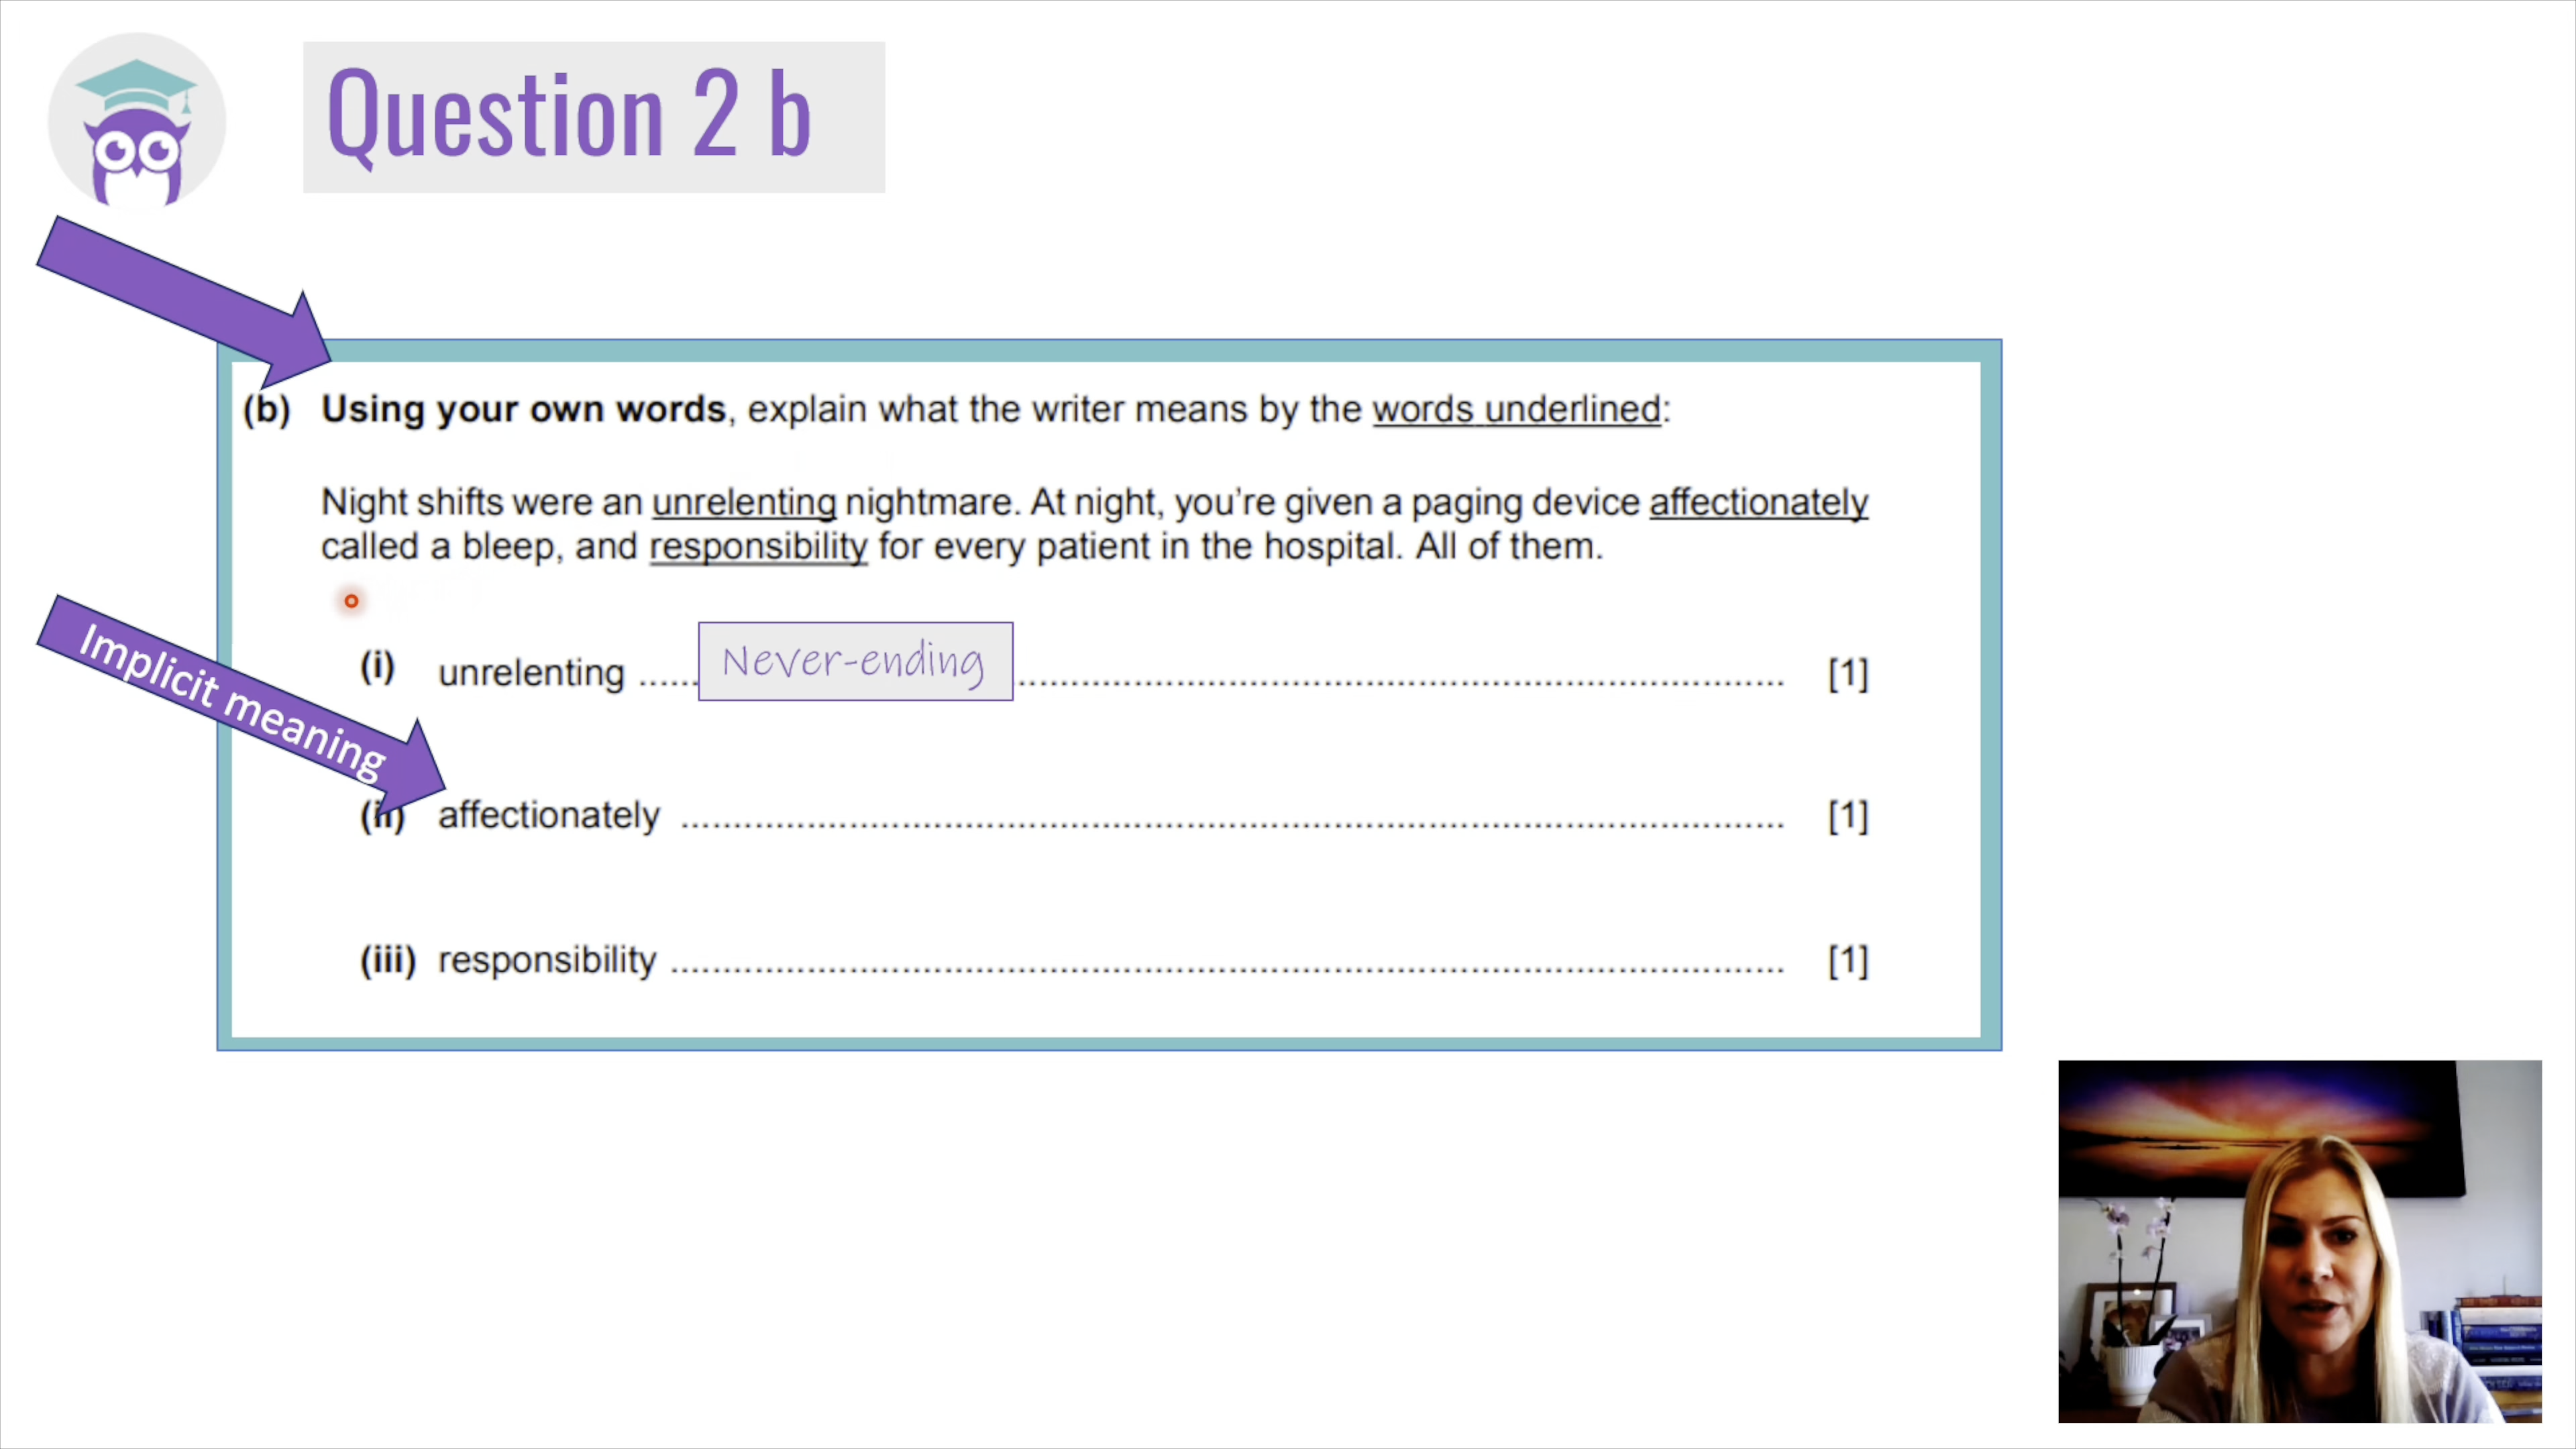 Question 2 b
(b) Using your own words, explain what the writer means by the words underlined:
Night shifts were an unrelenting nightmare. At night, you're given a paging device affectionately
called a bleep, and responsibility for every patient in the hospital. All of them.
Implicit meaning
(i) unrelenting ...... Never-ending .......................................................................... [1]
(ii) affectionately ........................................................................................................... [1]
(iii) responsibility ............................................................................................................ [1]